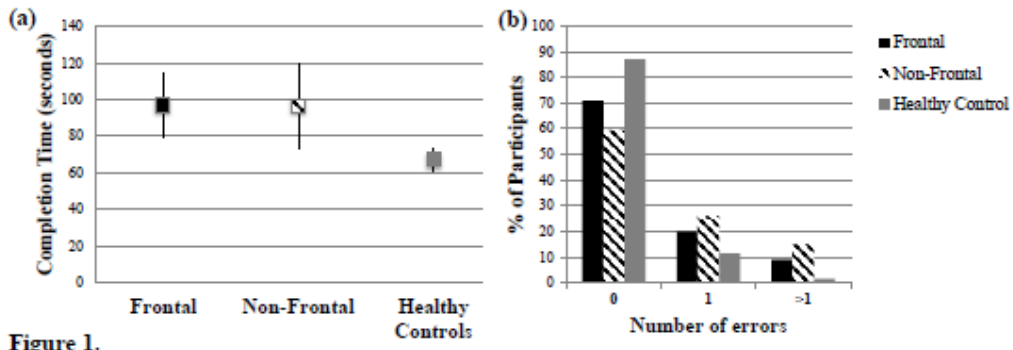 (a)
Completion Time (seconds)
140
120
100
80
60
40
20
0
Frontal
Non-Frontal
Healthy
Controls
(b)
% of Participants
100
90
80
70
60
50
40
30
20
10
0
0
1
>1
Number of errors
Frontal
Non-Frontal
Healthy Control
Figure 1.